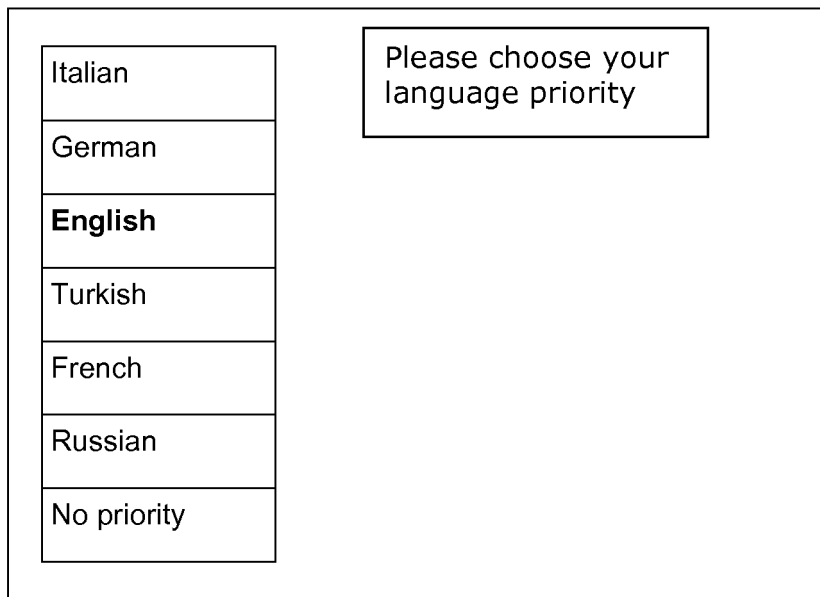 Italian
German
English
Turkish
French
Russian
No priority
Please choose your
language priority